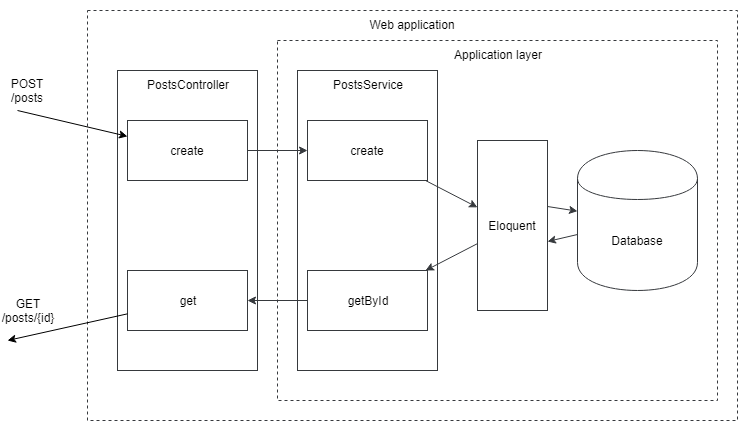 Web application
Application layer
POST
/posts
PostsController
PostsService
create
create
Eloquent
Database
GET
/posts/{id}
get
getById